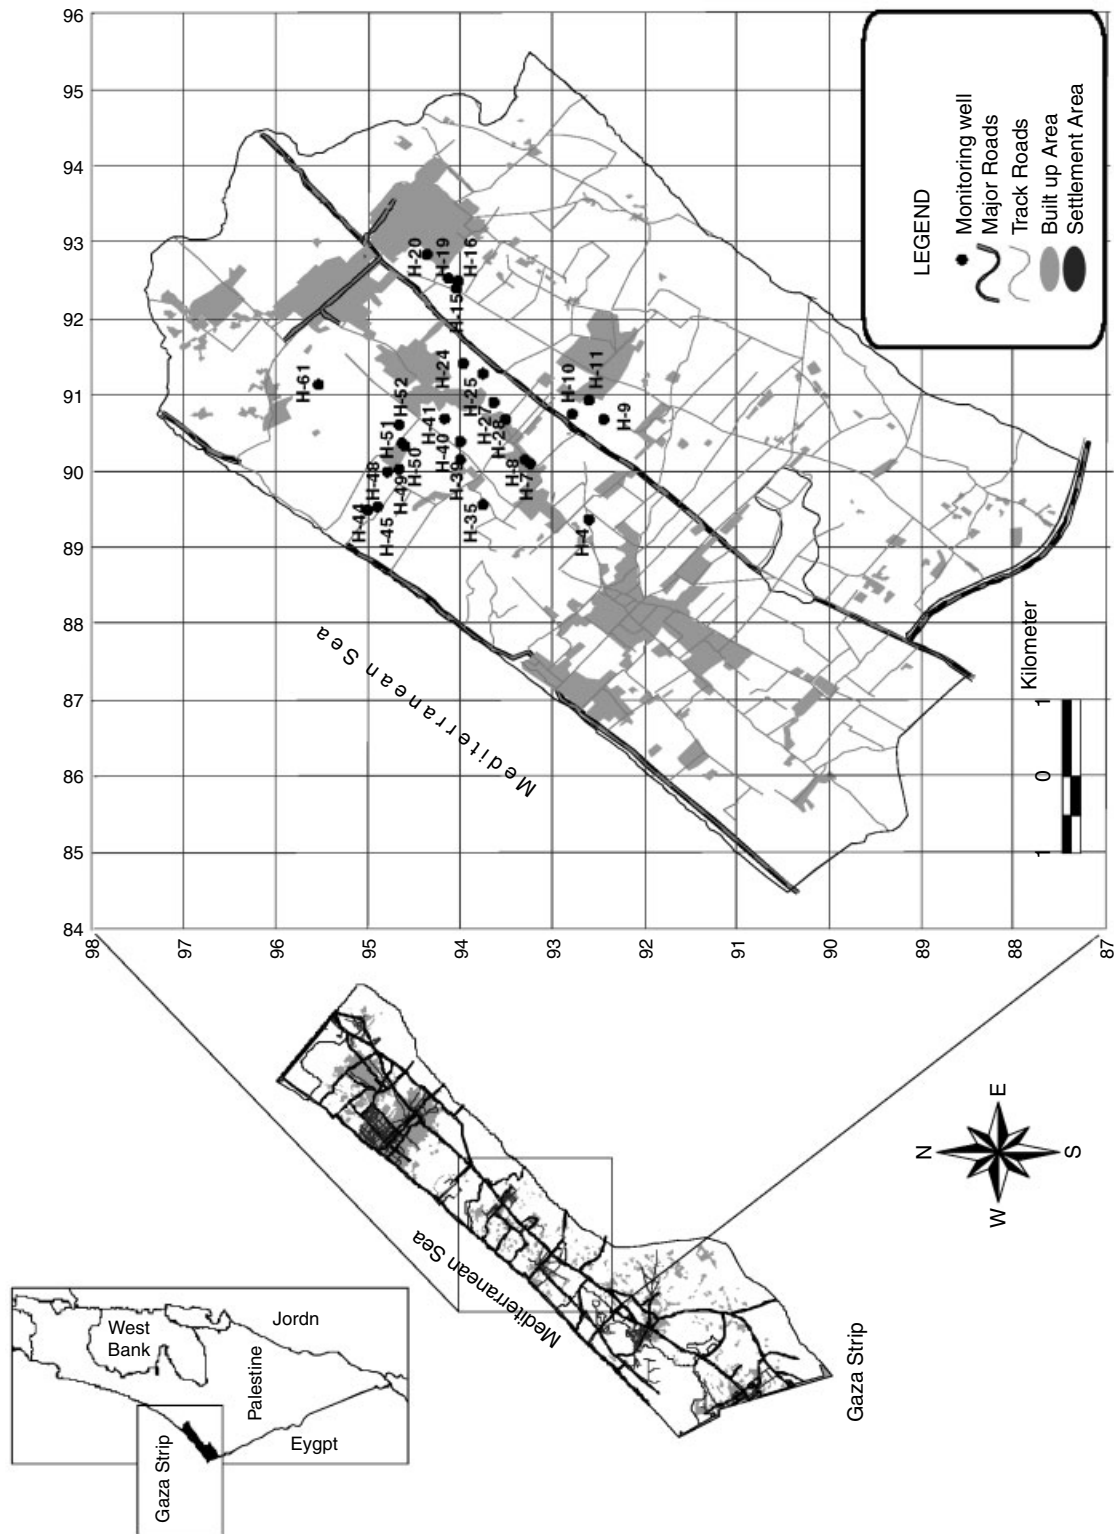 96
95
94
93
92
91
90
89
88
87
86
85
84
98
97
96
95
94
93
92
91
90
89
88
87
H-20
H-19
H-16
H-15
H-24
H-25
H-27
H-28
H-10
H-11
H-9
H-61
H-52
H-51
H-41
H-40
H-39
H-50
H-49
H-48
H-44
H-45
H-35
H-8
H-7
H-4
Mediterranean Sea
LEGEND
Monitoring well
Major Roads
Track Roads
Built up Area
Settlement Area
Kilometer
1
0
1
Mediterranean Sea
Gaza Strip
N
E
S
W
West
Bank
Jordn
Palestine
Eygpt
Gaza Strip